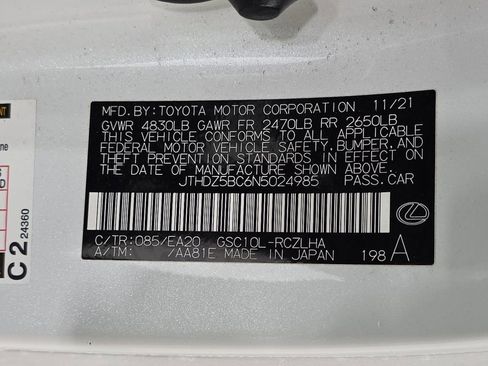 MFD. BY: TOYOTA MOTOR CORPORATION 11/21
GVWR 4830LB GAWR FR 2470LB RR 2650LB
THIS VEHICLE CONFORMS TO ALL APPLICABLE
FEDERAL MOTOR VEHICLE SAFETY, BUMPER, AND
THEFT PREVENTION STANDARDS IN EFFECT ON
THE DATE OF MANUFACTURE SHOWN ABOVE.
JTHDZ5BC6N5024985 PASS.CAR
C/TR: 085/EA20 GSC10L-RCZLHA
A/TM: /AA81E MADE IN JAPAN 198 A
C 2 24360